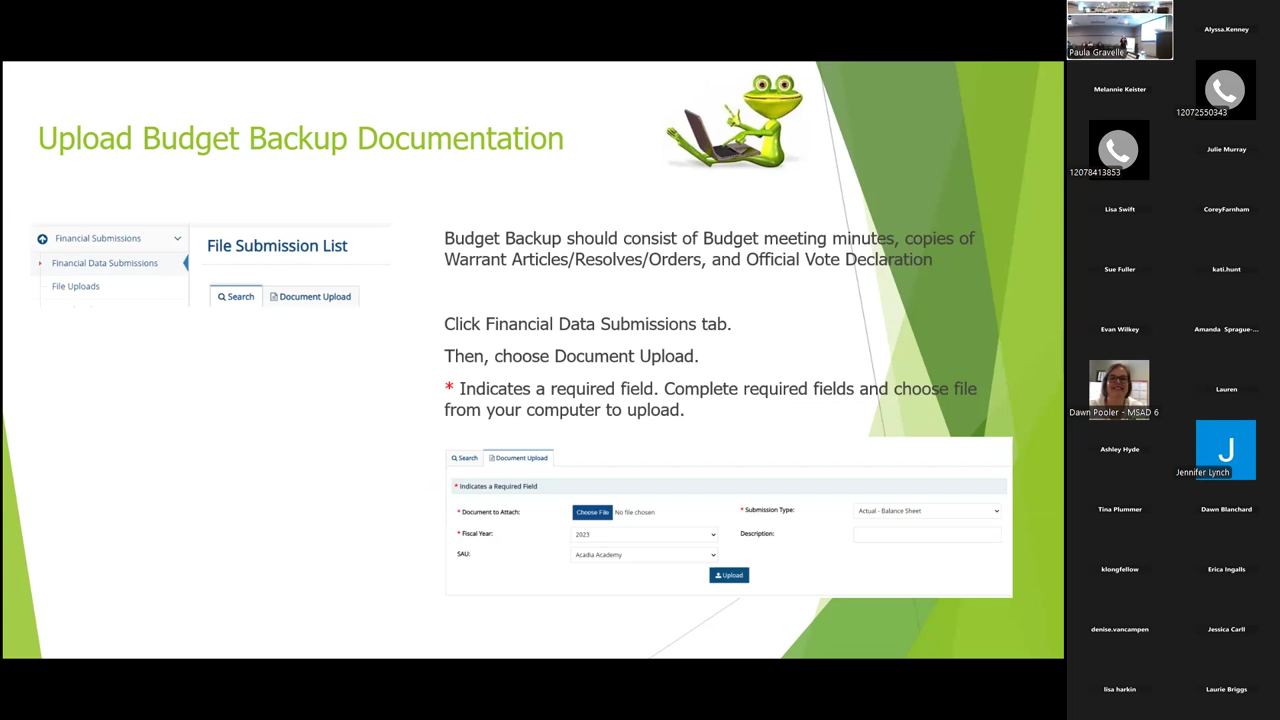 Upload Budget Backup Documentation
Financial Submissions
Financial Data Submissions
File Uploads
File Submission List
Search
Document Upload
Budget Backup should consist of Budget meeting minutes, copies of
Warrant Articles/Resolves/Orders, and Official Vote Declaration
Click Financial Data Submissions tab.
Then, choose Document Upload.
* Indicates a required field. Complete required fields and choose file
from your computer to upload.
Search
Document Upload
* Indicates a Required Field
* Document to Attach:
Choose File No file chosen
* Submission Type:
Actual - Balance Sheet
* Fiscal Year:
2023
Description:
SAU:
Acadia Academy
Upload
Paula Gravelle
Alyssa.Kenney
Melannie Keister
12072550343
12078413853
Julie Murray
Lisa Swift
CoreyFarnham
Sue Fuller
kati.hunt
Evan Wilkey
Amanda Sprague-...
Dawn Pooler - MSAD 6
Lauren
Ashley Hyde
J
Jennifer Lynch
Tina Plummer
Dawn Blanchard
klongfellow
Erica Ingalls
denise.vancampen
Jessica Carll
lisa harkin
Laurie Briggs